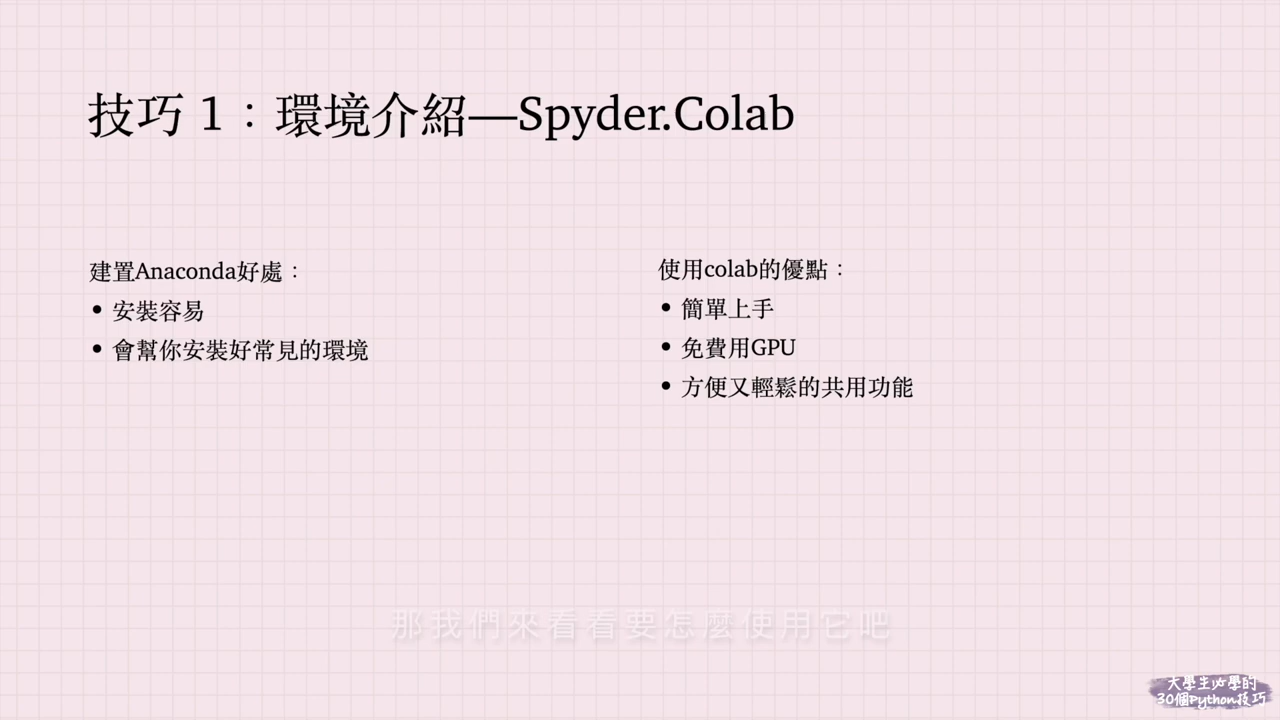 技巧 1：環境介紹—Spyder.Colab
建置Anaconda好處：
• 安裝容易
• 會幫你安裝好常見的環境
使用colab的優點：
• 簡單上手
• 免費用GPU
• 方便又輕鬆的共用功能
那我們來看看要怎麼使用它吧
大學生必學的
30個Python技巧